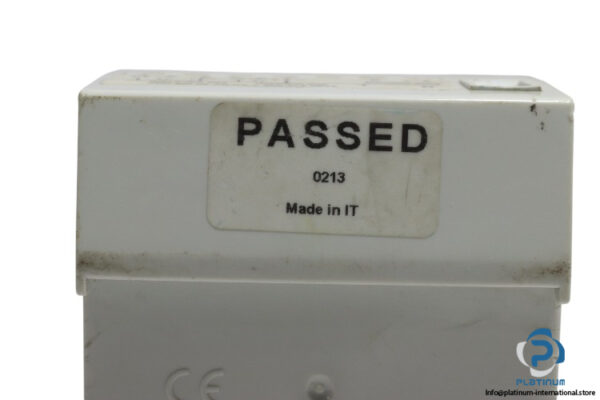 PASSED
0213
Made in IT
CE
PLATINUM
info@platinum-international.store